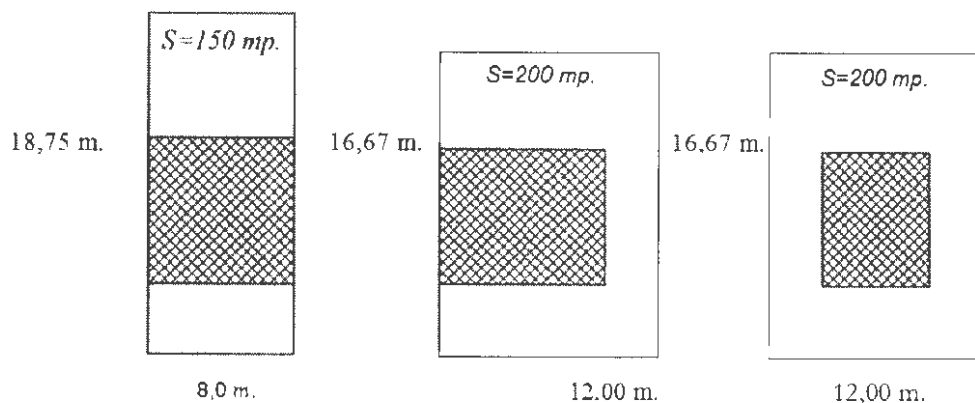 S=150 mp.
S=200 mp.
S=200 mp.
18,75 m.
16,67 m.
16,67 m.
8,0 m.
12,00 m.
12,00 m.